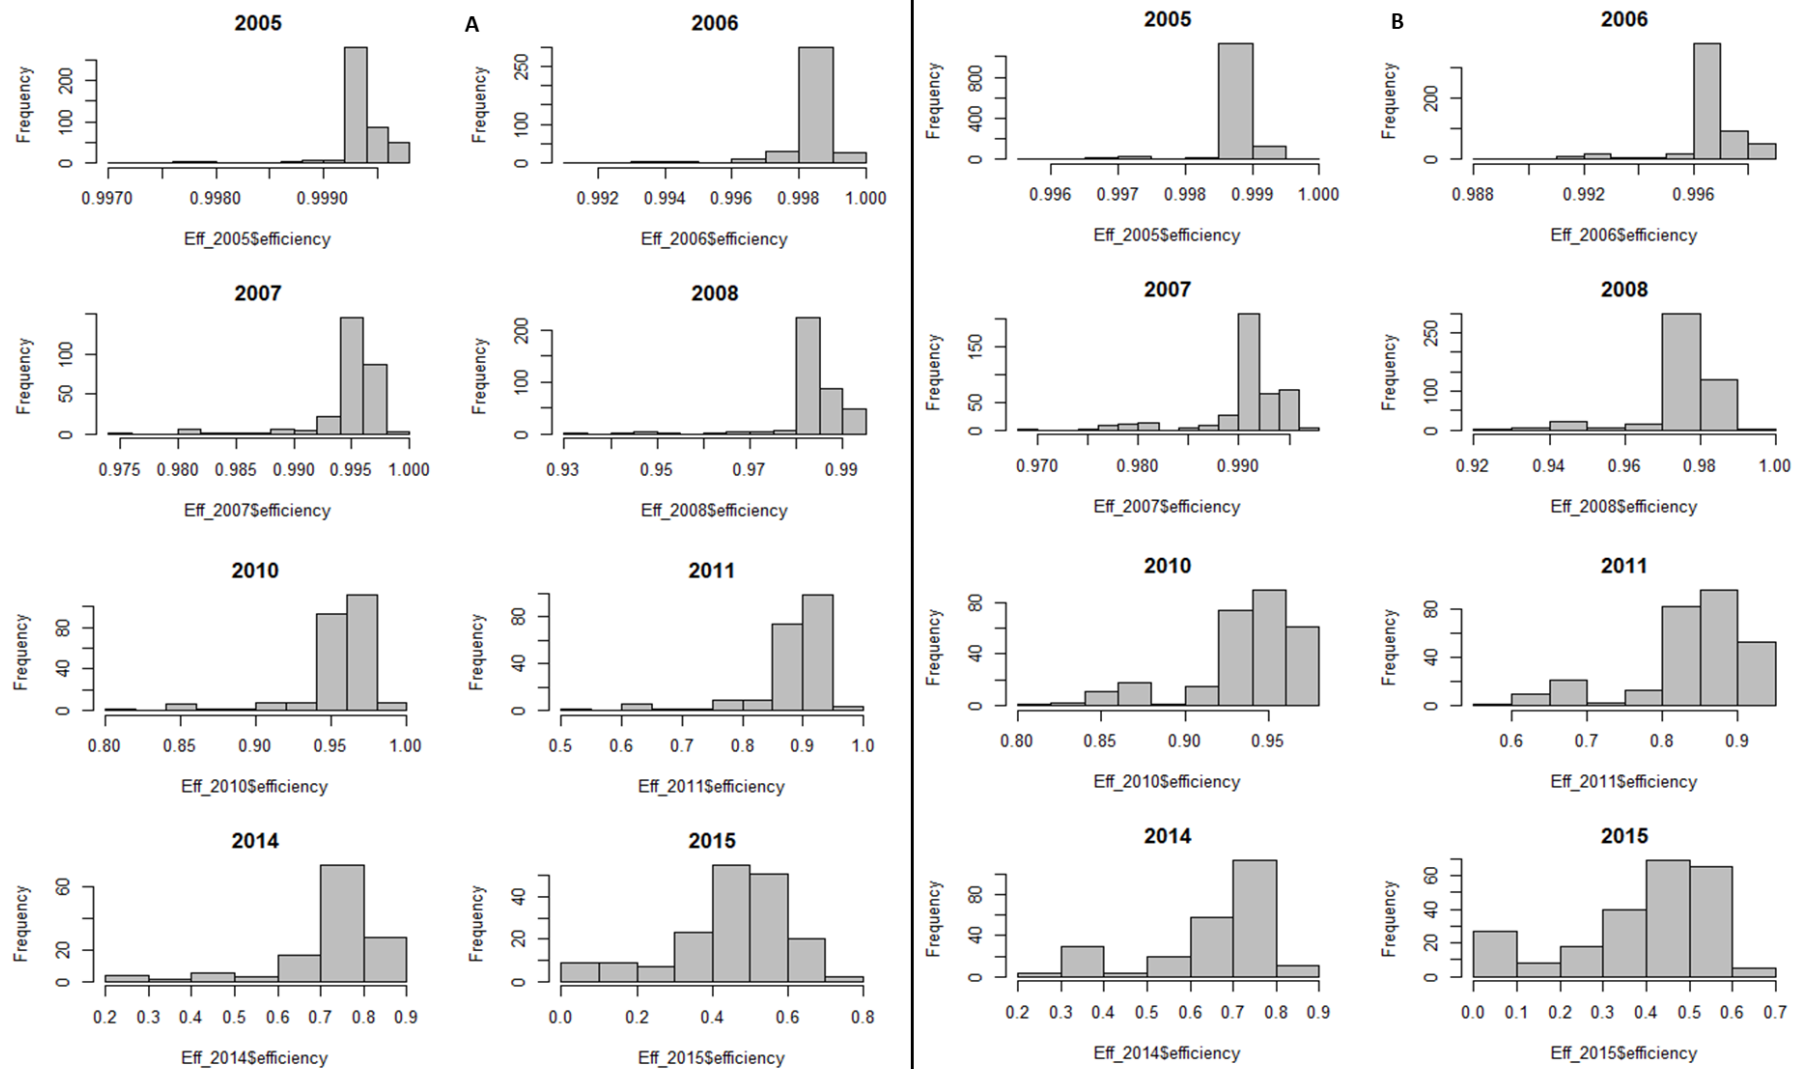 A
2005
Frequency
0 100 200
0.9970 0.9980 0.9990
Eff_2005$efficiency
2006
Frequency
0 100 250
0.992 0.994 0.996 0.998 1.000
Eff_2006$efficiency
2007
Frequency
0 50 100
0.975 0.980 0.985 0.990 0.995 1.000
Eff_2007$efficiency
2008
Frequency
0 100 200
0.93 0.95 0.97 0.99
Eff_2008$efficiency
2010
Frequency
0 40 80
0.80 0.85 0.90 0.95 1.00
Eff_2010$efficiency
2011
Frequency
0 40 80
0.5 0.6 0.7 0.8 0.9 1.0
Eff_2011$efficiency
2014
Frequency
0 20 60
0.2 0.3 0.4 0.5 0.6 0.7 0.8 0.9
Eff_2014$efficiency
2015
Frequency
0 20 40
0.0 0.2 0.4 0.6 0.8
Eff_2015$efficiency
B
2005
Frequency
0 400 800
0.996 0.997 0.998 0.999 1.000
Eff_2005$efficiency
2006
Frequency
0 200
0.988 0.992 0.996
Eff_2006$efficiency
2007
Frequency
0 50 150
0.970 0.980 0.990
Eff_2007$efficiency
2008
Frequency
0 100 250
0.92 0.94 0.96 0.98 1.00
Eff_2008$efficiency
2010
Frequency
0 40 80
0.80 0.85 0.90 0.95
Eff_2010$efficiency
2011
Frequency
0 40 80
0.6 0.7 0.8 0.9
Eff_2011$efficiency
2014
Frequency
0 40 80
0.2 0.3 0.4 0.5 0.6 0.7 0.8 0.9
Eff_2014$efficiency
2015
Frequency
0 20 40 60
0.0 0.1 0.2 0.3 0.4 0.5 0.6 0.7
Eff_2015$efficiency